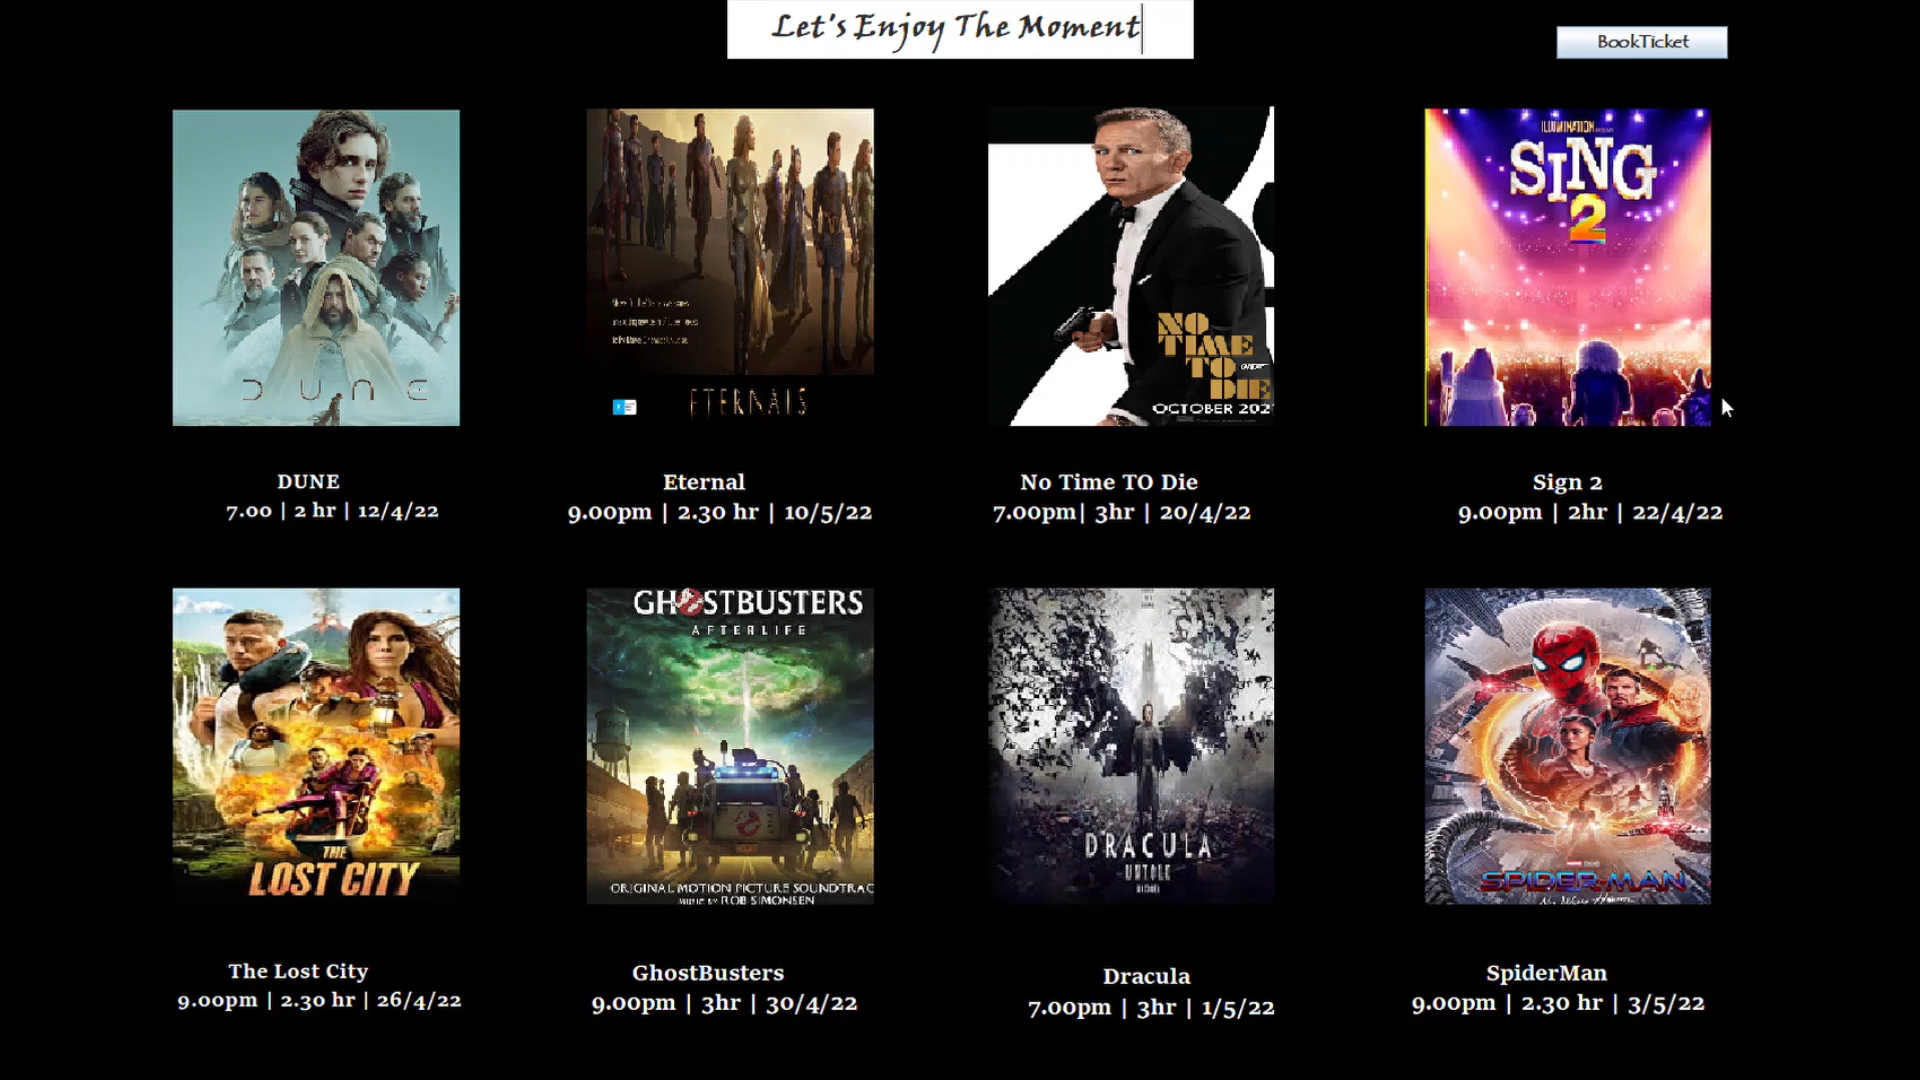 Let's Enjoy The Moment
BookTicket
DUNE
ETERNALS
NO
TIME
TO
DIE
OCTOBER 202
ILLUMINATION
SING
2
DUNE
7.00 | 2 hr | 12/4/22
Eternal
9.00pm | 2.30 hr | 10/5/22
No Time TO Die
7.00pm| 3hr | 20/4/22
Sign 2
9.00pm | 2hr | 22/4/22
THE
LOST CITY
GHOSTBUSTERS
AFTERLIFE
ORIGINAL MOTION PICTURE SOUNDTRAC
MUSIC BY ROB SIMONSEN
DRACULA
UNTOLD
SPIDER-MAN
The Lost City
9.00pm | 2.30 hr | 26/4/22
GhostBusters
9.00pm | 3hr | 30/4/22
Dracula
7.00pm | 3hr | 1/5/22
SpiderMan
9.00pm | 2.30 hr | 3/5/22